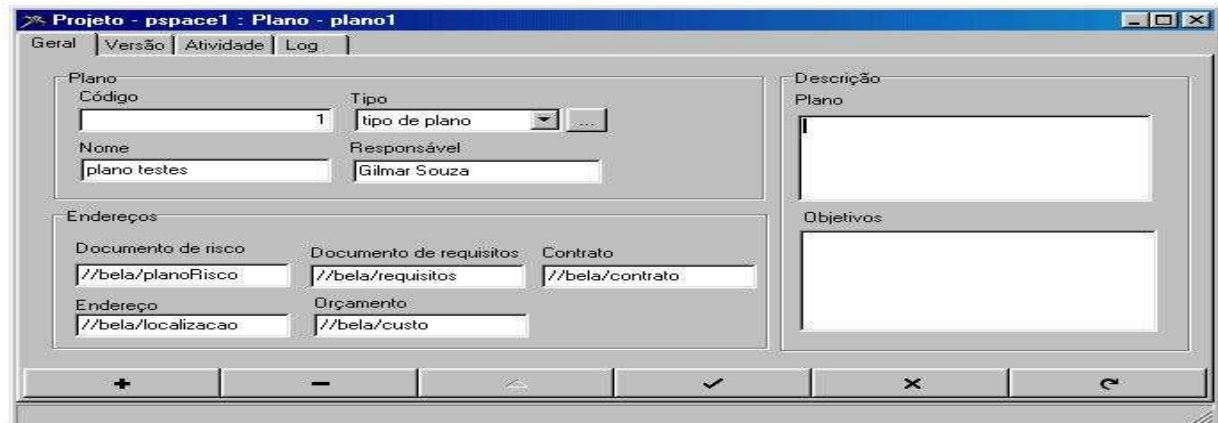 Projeto - pspace1 : Plano - plano1
Geral Versão Atividade Log
Plano
Código Tipo
1 tipo de plano ...
Nome Responsável
plano testes Gilmar Souza
Endereços
Documento de risco Documento de requisitos Contrato
//bela/planoRisco //bela/requisitos //bela/contrato
Endereço Orçamento
//bela/localizacao //bela/custo
Descrição
Plano
Objetivos